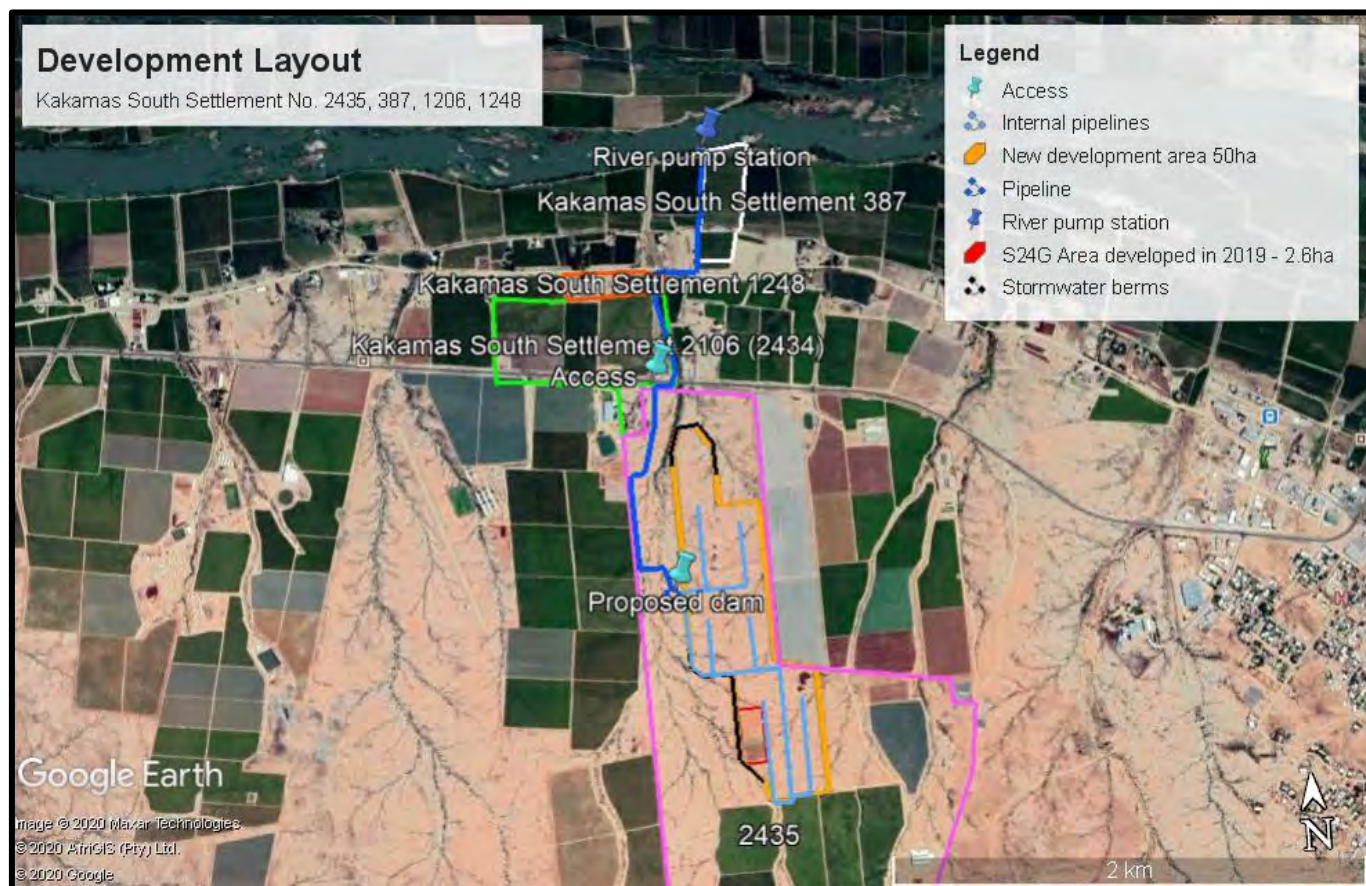 Development Layout
Kakamas South Settlement No. 2435, 387, 1206, 1248
Legend
Access
Internal pipelines
New development area 50ha
Pipeline
River pump station
S24G Area developed in 2019 - 2.6ha
Stormwater berms
River pump station
Kakamas South Settlement 387
Kakamas South Settlement 1248
Kakamas South Settlement 2106 (2434)
Access
Proposed dam
2435
Google Earth
Image © 2020 Maxar Technologies
© 2020 AfriGIS (Pty) Ltd.
© 2020 Google
N
2 km